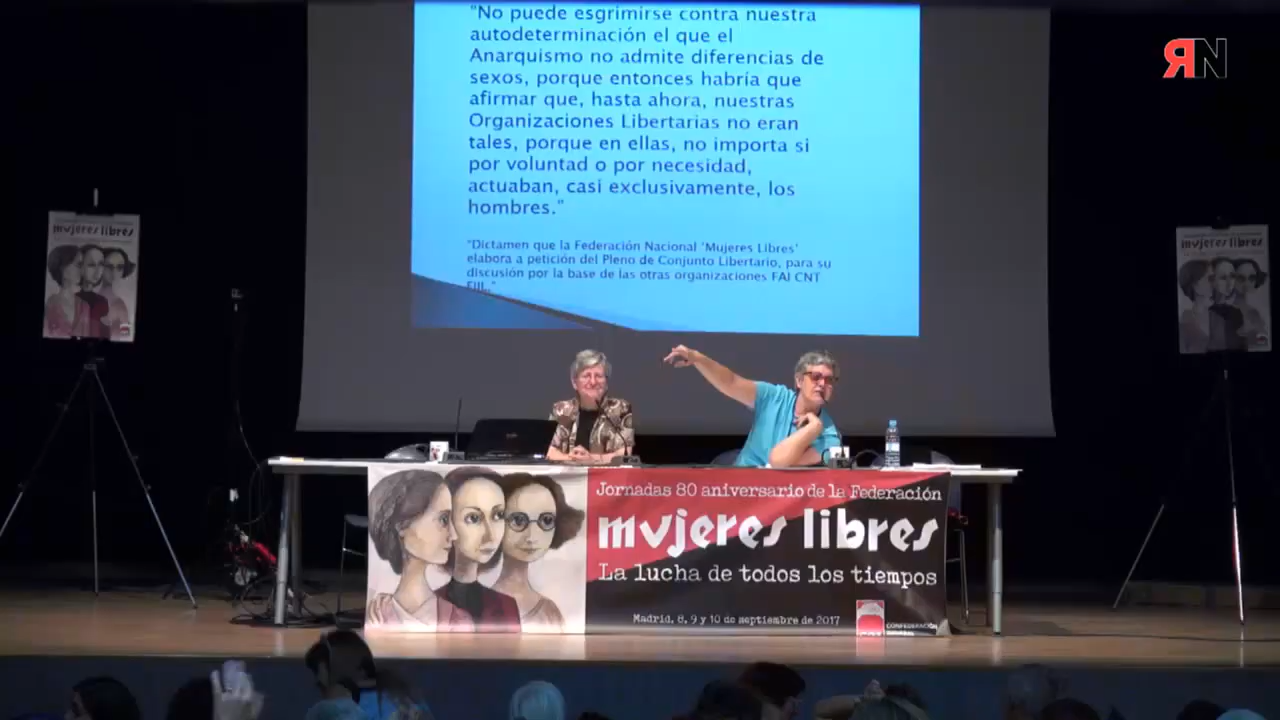 "No puede esgrimirse contra nuestra
autodeterminación el que el
Anarquismo no admite diferencias de
sexos, porque entonces habría que
afirmar que, hasta ahora, nuestras
Organizaciones Libertarias no eran
tales, porque en ellas, no importa si
por voluntad o por necesidad,
actuaban, casi exclusivamente, los
hombres."
"Dictamen que la Federación Nacional 'Mujeres Libres'
elabora a petición del Pleno de Conjunto Libertario, para su
discusión por la base de las otras organizaciones FAI CNT
FIJL."
RN
mujeres libres
mujeres libres
Jornadas 80 aniversario de la Federación
mujeres libres
La lucha de todos los tiempos
Madrid, 8, 9 y 10 de septiembre de 2017
CONFEDERACIÓN